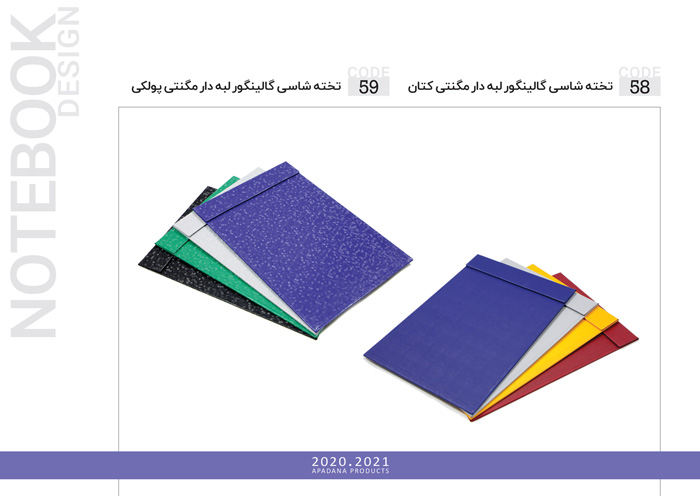 NOTEBOOK
DESIGN
CODE
58
تخته شاسی گالینگور لبه دار مگنتی کتان
CODE
59
تخته شاسی گالینگور لبه دار مگنتی پولکی
2020.2021
APADANA PRODUCTS